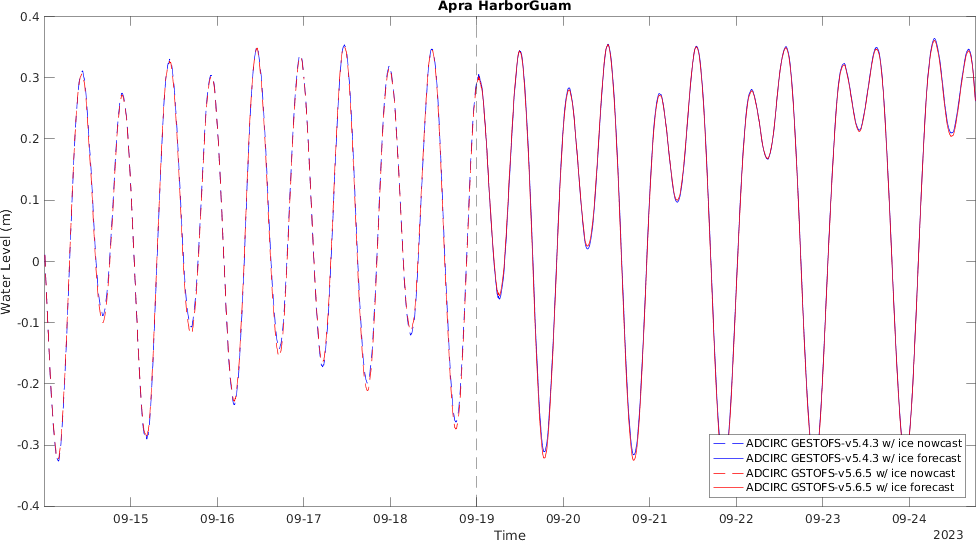 Apra HarborGuam
0.4
0.3
0.2
0.1
0
-0.1
-0.2
-0.3
-0.4
Water Level (m)
ADCIRC GESTOFS-v5.4.3 w/ ice nowcast
ADCIRC GESTOFS-v5.4.3 w/ ice forecast
ADCIRC GSTOFS-v5.6.5 w/ ice nowcast
ADCIRC GSTOFS-v5.6.5 w/ ice forecast
09-15 09-16 09-17 09-18 09-19 09-20 09-21 09-22 09-23 09-24
Time
2023